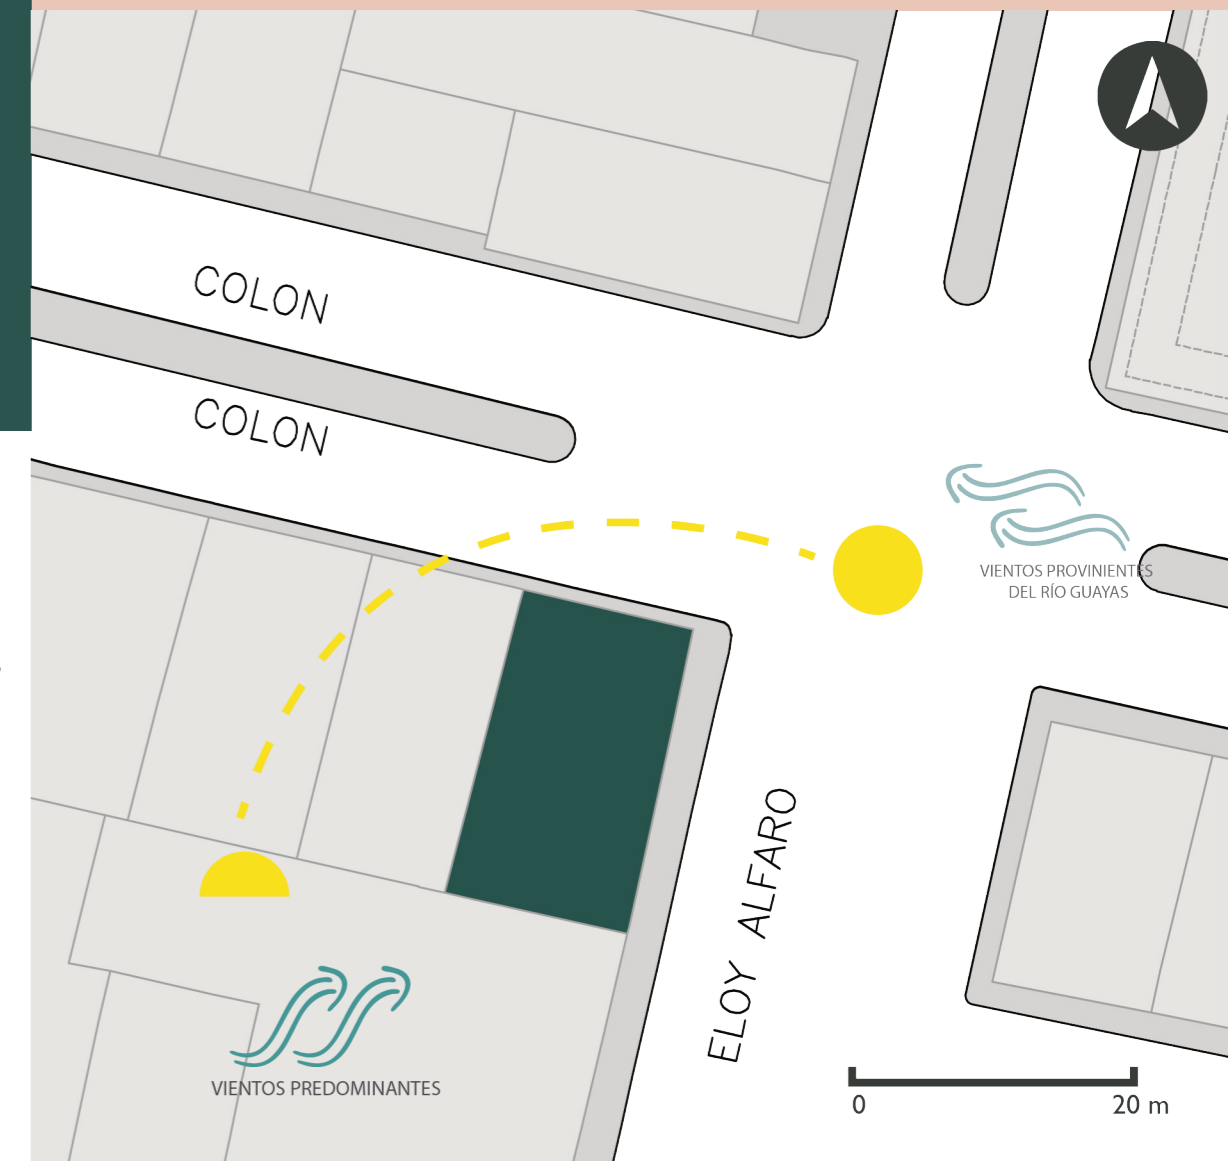 COLON
COLON
VIENTOS PROVINIENTES
DEL RÍO GUAYAS
ELOY ALFARO
VIENTOS PREDOMINANTES
0
20 m